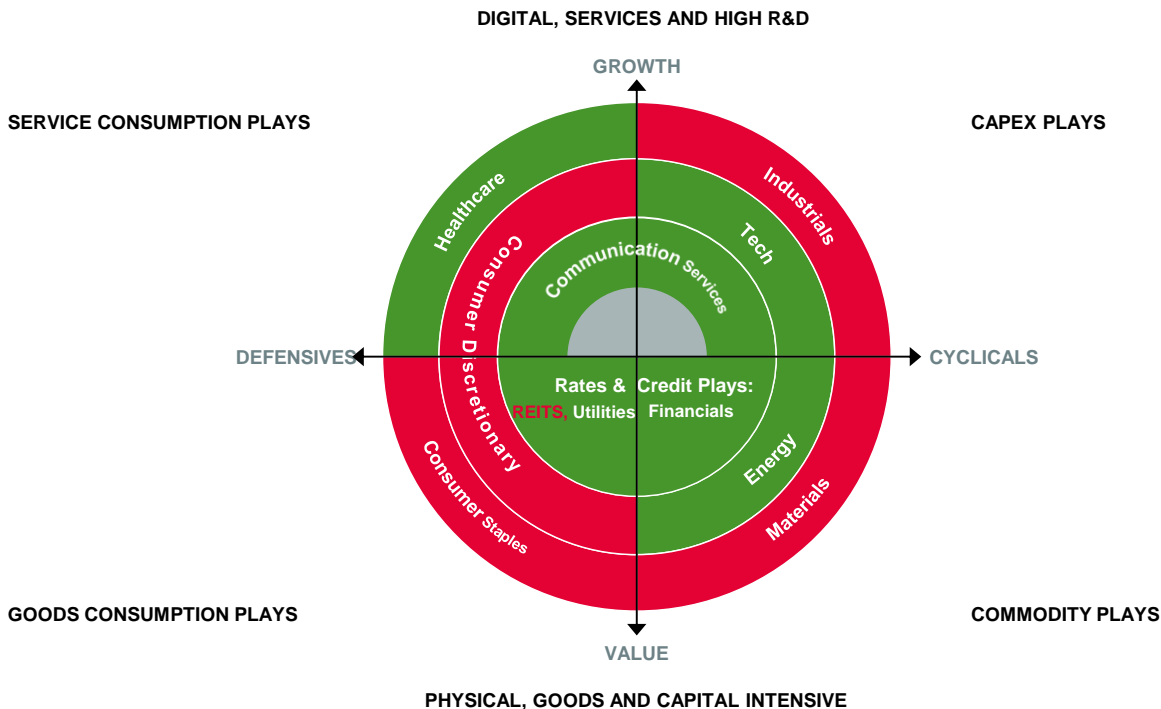 DIGITAL, SERVICES AND HIGH R&D
GROWTH
SERVICE CONSUMPTION PLAYS
CAPEX PLAYS
Healthcare
Industrials
Consumer Discretionary
Tech
Communication Services
DEFENSIVES
CYCLICALS
Rates & Credit Plays:
REITS, Utilities Financials
Consumer Staples
Energy
Materials
GOODS CONSUMPTION PLAYS
COMMODITY PLAYS
VALUE
PHYSICAL, GOODS AND CAPITAL INTENSIVE